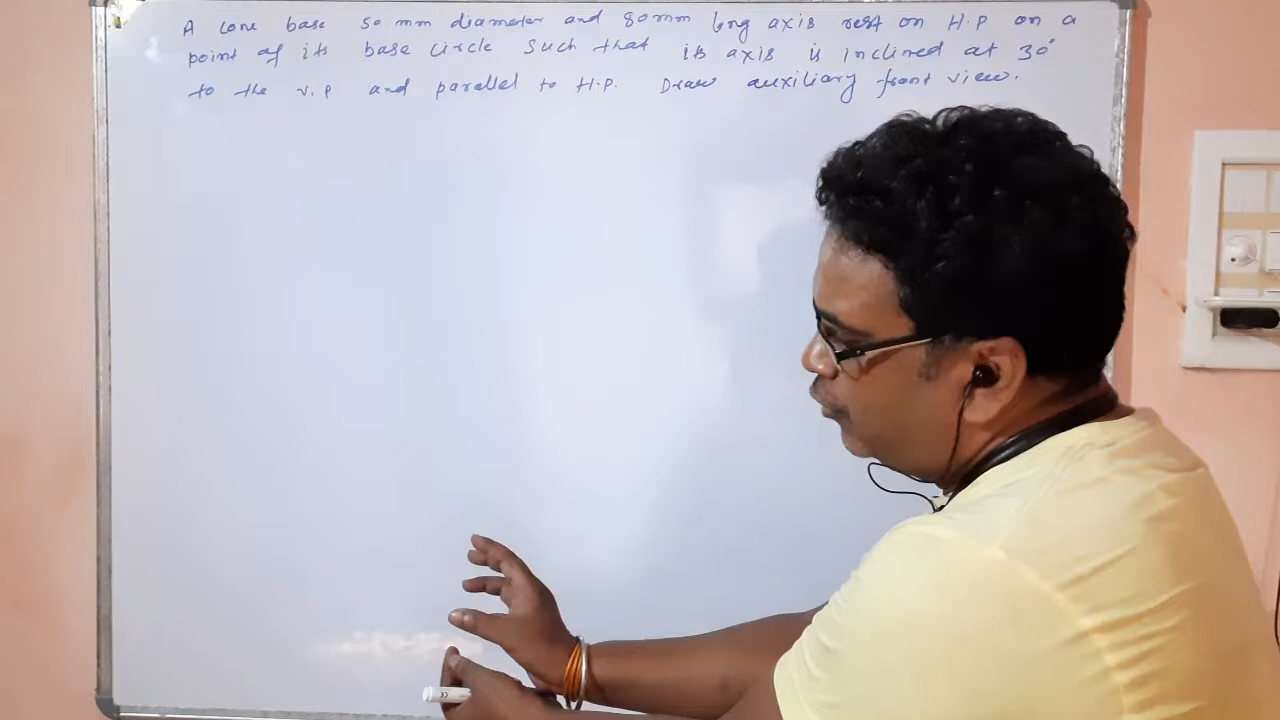 A cone base 50 mm diameter and 80mm long axis rest on H.P on a
point of its base circle such that its axis is inclined at 30°
to the V.P and parallel to H.P. Draw auxiliary front view.